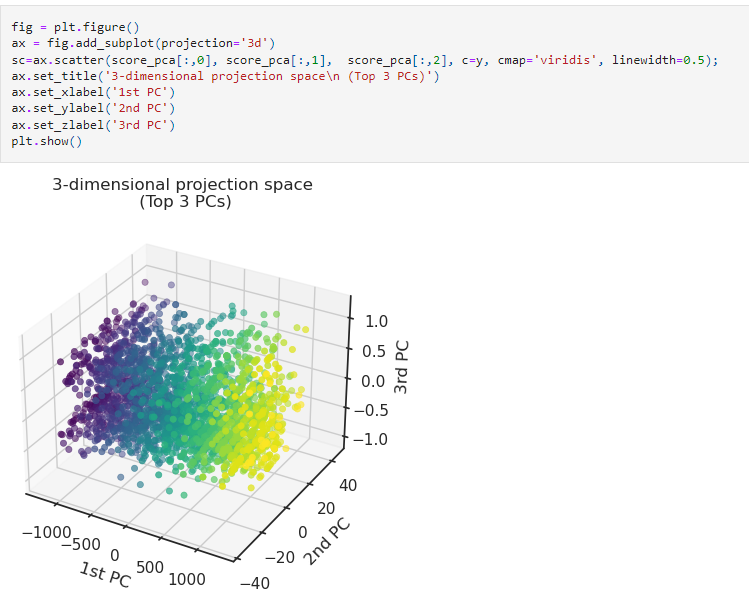 fig = plt.figure()
ax = fig.add_subplot(projection='3d')
sc=ax.scatter(score_pca[:,0], score_pca[:,1],  score_pca[:,2], c=y, cmap='viridis', linewidth=0.5);
ax.set_title('3-dimensional projection space\n (Top 3 PCs)')
ax.set_xlabel('1st PC')
ax.set_ylabel('2nd PC')
ax.set_zlabel('3rd PC')
plt.show()
3-dimensional projection space
(Top 3 PCs)
1.0
0.5
0.0
−0.5
−1.0
3rd PC
40
20
0
−20
−40
2nd PC
−1000
−500
0
500
1000
1st PC